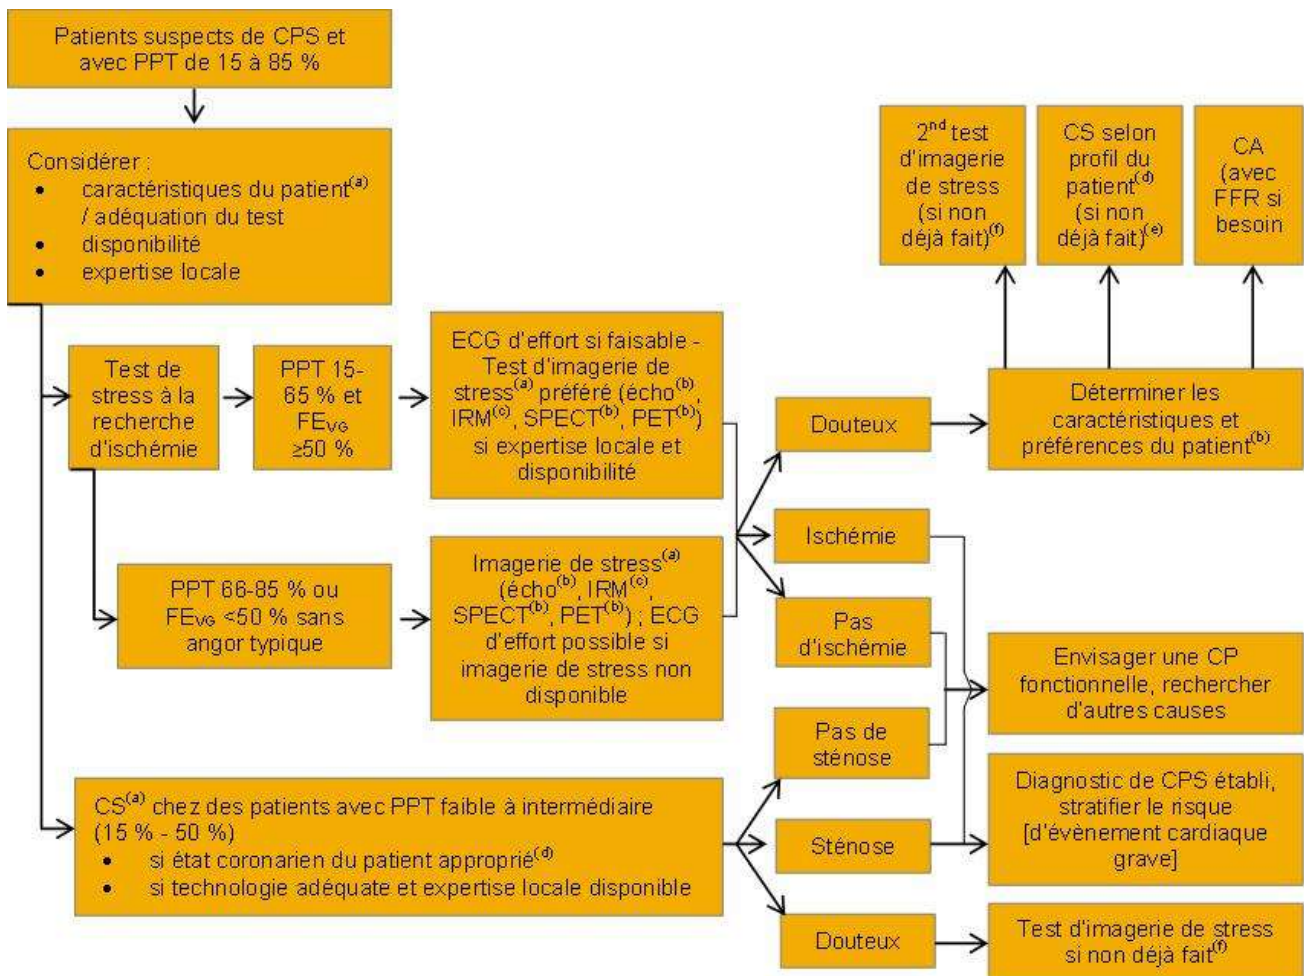 Patients suspects de CPS et
avec PPT de 15 à 85 %
Considérer :
• caractéristiques du patient(a)
/ adéquation du test
• disponibilité
• expertise locale
2nd test
d'imagerie
de stress
(si non
déjà fait)(f)
CS selon
profil du
patient(d)
(si non
déjà fait)(e)
CA
(avec
FFR si
besoin
Test de
stress à la
recherche
d'ischémie
PPT 15-
65 % et
FEVG
≥50 %
ECG d'effort si faisable -
Test d'imagerie de
stress(a) préféré (écho(b),
IRM(c), SPECT(b), PET(b))
si expertise locale et
disponibilité
Douteux
Déterminer les
caractéristiques et
préférences du patient(b)
Ischémie
PPT 66-85 % ou
FEVG <50 % sans
angor typique
Imagerie de stress(a)
(écho(b), IRM(c),
SPECT(b), PET(b)) ; ECG
d'effort possible si
imagerie de stress non
disponible
Pas
d'ischémie
Envisager une CP
fonctionnelle, rechercher
d'autres causes
Pas de
sténose
CS(a) chez des patients avec PPT faible à intermédiaire
(15 % - 50 %)
• si état coronarien du patient approprié(d)
• si technologie adéquate et expertise locale disponible
Sténose
Diagnostic de CPS établi,
stratifier le risque
[d'évènement cardiaque
grave]
Douteux
Test d'imagerie de stress
si non déjà fait(f)